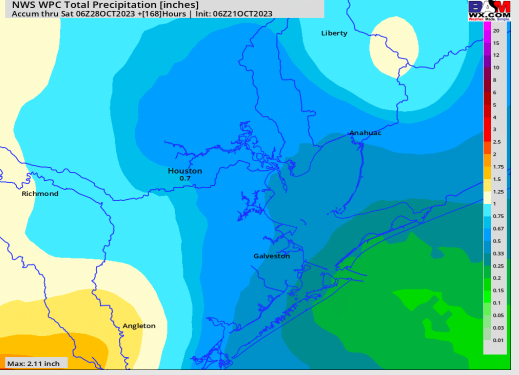 NWS WPC Total Precipitation [inches]
Accum thru Sat 06Z28OCT2023 +[168]Hours | Init: 06Z21OCT2023
BAM
WX.COM
Liberty
Anahuac
Houston
0.7
Richmond
Galveston
Angleton
Max: 2.11 inch
20
15
12
10
8
6
5
4
3
2.5
2
1.75
1.5
1.25
1
0.75
0.67
0.5
0.33
0.25
0.2
0.15
0.1
0.05
0.03
0.01